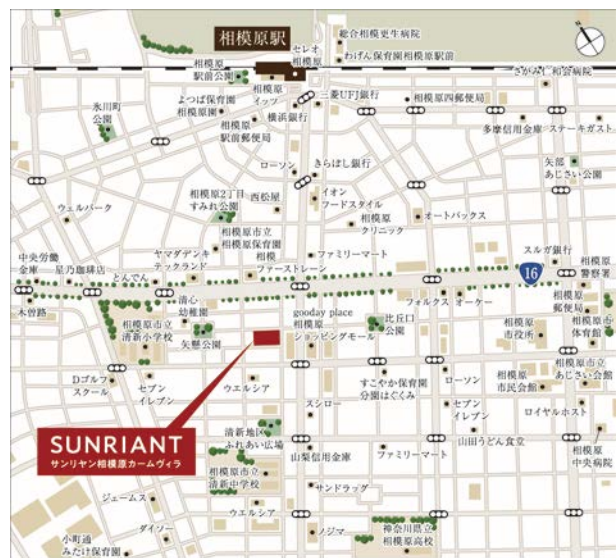 相模原駅
セレオ
相模原
総合相模更生病院
わげん保育園相模原駅前
さがみ仁和会病院
相模原
駅前公園
相模原
イッツ
三菱UFJ銀行
相模原四郵便局
氷川町
公園
よつば保育園
相模原園
相模原
駅前郵便局
横浜銀行
多摩信用金庫
ステーキガスト
ローソン
きらぼし銀行
矢部
あじさい公園
相模原2丁目
すみれ公園
西松屋
イオン
フードスタイル
ウェルパーク
相模原市立
相模原保育園
相模原
クリニック
オートバックス
中央労働
金庫
星乃珈琲店
とんでん
ヤマダデンキ
テックランド
相模
ファーストレーン
ファミリーマート
スルガ銀行
相模原
警察署
16
木曽路
清心
幼稚園
gooday place
相模原
ショッピングモール
比丘口
公園
フォルクス
オーケー
相模原
郵便局
相模原市立
清新小学校
矢懸公園
相模原
市役所
相模原市
体育館
Dゴルフ
スクール
セブン
イレブン
ウエルシア
すこやか保育園
分園はぐくみ
ローソン
相模原
市民会館
相模原市立
あじさい会館
スシロー
セブン
イレブン
ロイヤルホスト
SUNRIANT
サンリヤン相模原カームヴィラ
清新地区
ふれあい広場
山梨信用金庫
ファミリーマート
山田うどん食堂
相模原
中央病院
相模原市立
清新中学校
サンドラッグ
ジェームス
ウエルシア
小町通
みたけ保育園
ダイソー
ノジマ
神奈川県立
相模原高校